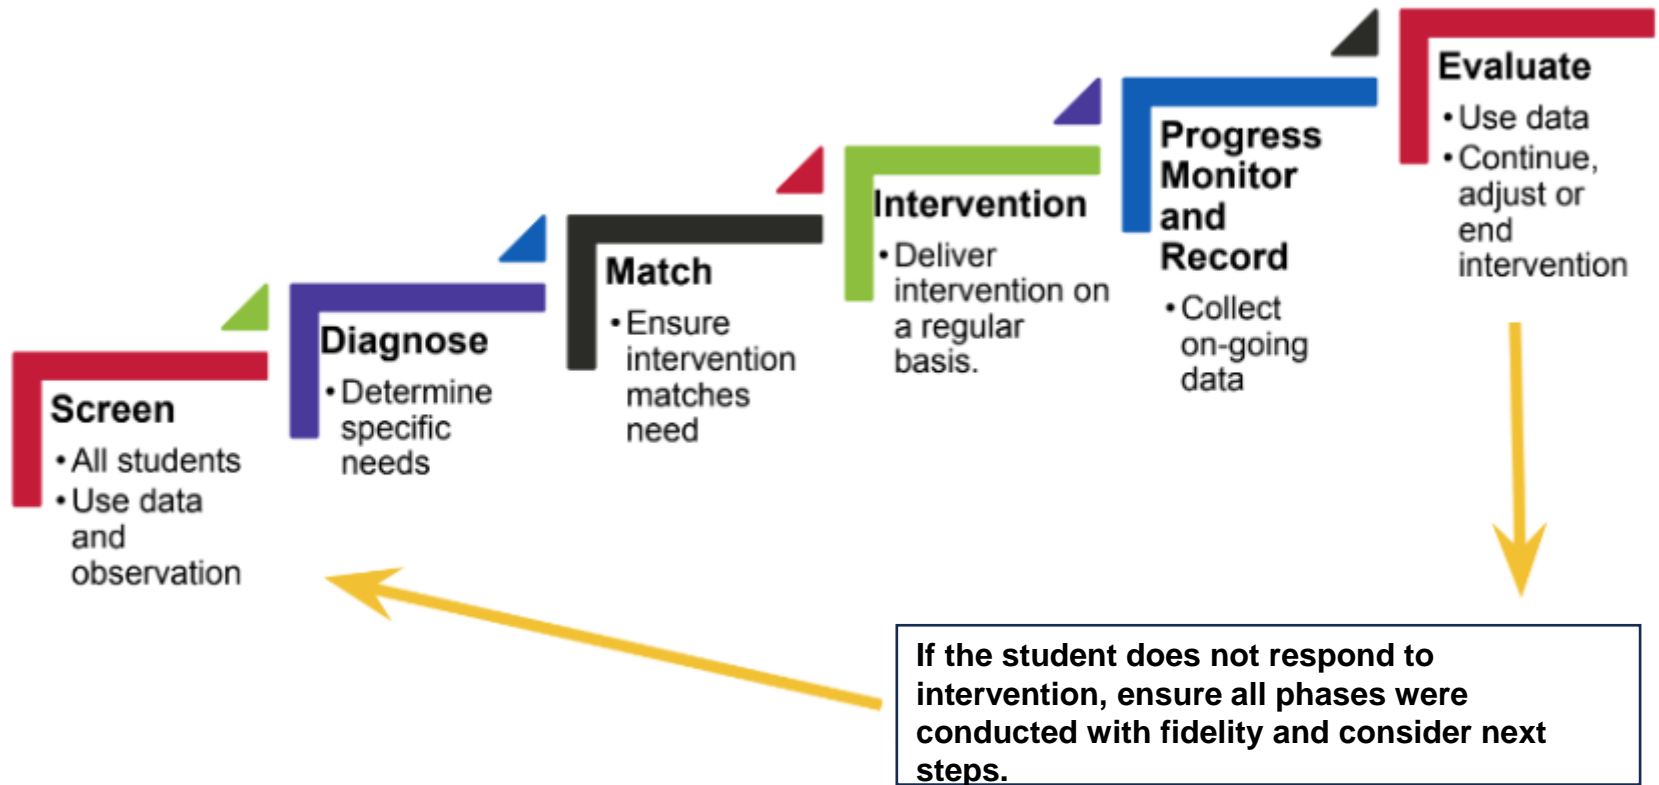 Screen
• All students
• Use data
and
observation
Diagnose
• Determine
specific
needs
Match
• Ensure
intervention
matches
need
Intervention
• Deliver
intervention on
a regular
basis.
Progress
Monitor
and
Record
• Collect
on-going
data
Evaluate
• Use data
• Continue,
adjust or
end
intervention
If the student does not respond to
intervention, ensure all phases were
conducted with fidelity and consider next
steps.